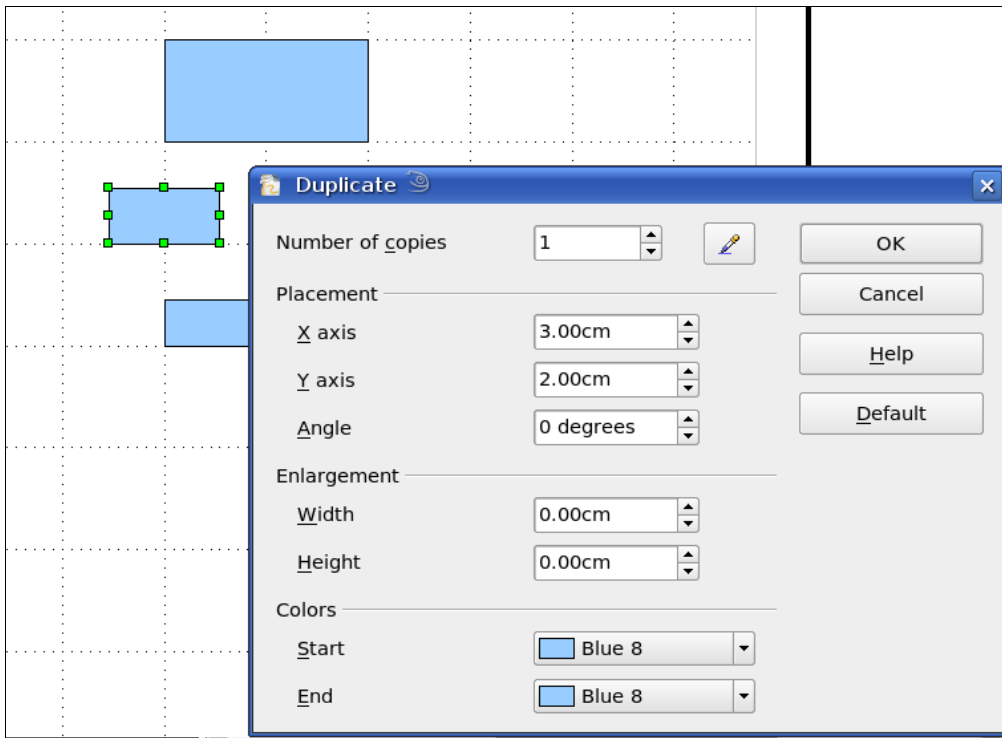 Duplicate
Number of copies 1 OK
Cancel
Placement
X axis 3.00cm
Help
Y axis 2.00cm
Default
Angle 0 degrees
Enlargement
Width 0.00cm
Height 0.00cm
Colors
Start Blue 8
End Blue 8